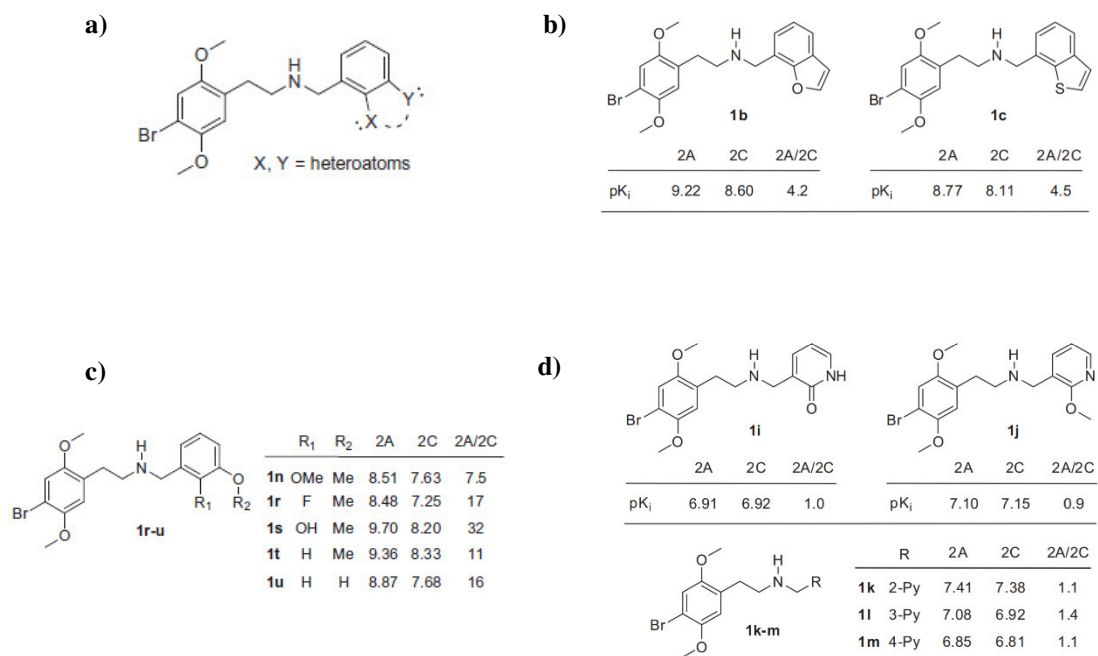 a)
O
H
N
Y:
:X
Br
O
X, Y = heteroatoms
b)
O
H
N
Br
O
O
1b
2A 2C 2A/2C
pKi 9.22 8.60 4.2
O
H
N
Br
O
S
1c
2A 2C 2A/2C
pKi 8.77 8.11 4.5
c)
O
H
N
O
Br
R1 R2
O
1r-u
R1 R2 2A 2C 2A/2C
1n OMe Me 8.51 7.63 7.5
1r F Me 8.48 7.25 17
1s OH Me 9.70 8.20 32
1t H Me 9.36 8.33 11
1u H H 8.87 7.68 16
d)
O
H
N
NH
Br
O
O
1i
2A 2C 2A/2C
pKi 6.91 6.92 1.0
O
H
N
N
Br
O
O
1j
2A 2C 2A/2C
pKi 7.10 7.15 0.9
O
H
N
R
Br
O
1k-m
R 2A 2C 2A/2C
1k 2-Py 7.41 7.38 1.1
1l 3-Py 7.08 6.92 1.4
1m 4-Py 6.85 6.81 1.1